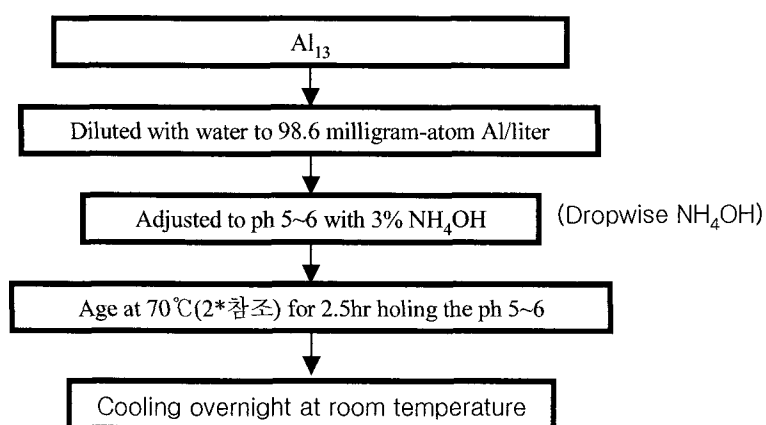 Al₁₃
Diluted with water to 98.6 milligram-atom Al/liter
Adjusted to ph 5~6 with 3% NH₄OH
(Dropwise NH₄OH)
Age at 70℃(2*참조) for 2.5hr holing the ph 5~6
Cooling overnight at room temperature